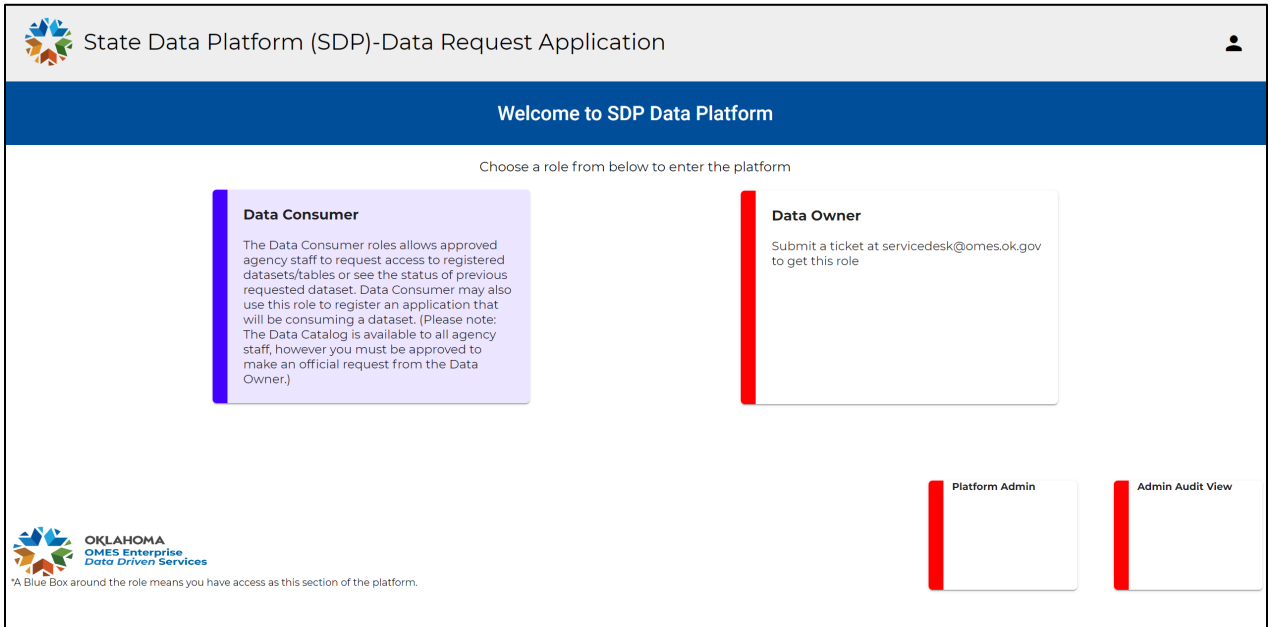 State Data Platform (SDP)-Data Request Application
Welcome to SDP Data Platform
Choose a role from below to enter the platform
Data Consumer
The Data Consumer roles allows approved
agency staff to request access to registered
datasets/tables or see the status of previous
requested dataset. Data Consumer may also
use this role to register an application that
will be consuming a dataset. (Please note:
The Data Catalog is available to all agency
staff, however you must be approved to
make an official request from the Data
Owner.)
Data Owner
Submit a ticket at servicedesk@omes.ok.gov
to get this role
Platform Admin
Admin Audit View
OKLAHOMA
OMES Enterprise
Data Driven Services
*A Blue Box around the role means you have access as this section of the platform.